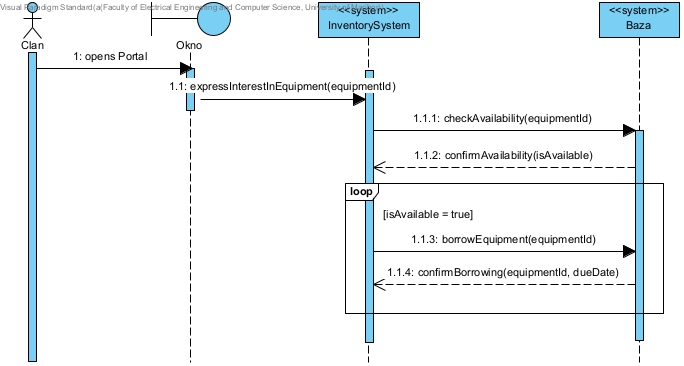 Visual Paradigm Standard(a(Faculty of Electrical Engineering and Computer Science, University of
<<system>>
InventorySystem
<<system>>
Baza
Clan
Okno
1: opens Portal
1.1: expressInterestInEquipment(equipmentId)
1.1.1: checkAvailability(equipmentId)
1.1.2: confirmAvailability(isAvailable)
loop
[isAvailable = true]
1.1.3: borrowEquipment(equipmentId)
1.1.4: confirmBorrowing(equipmentId, dueDate)